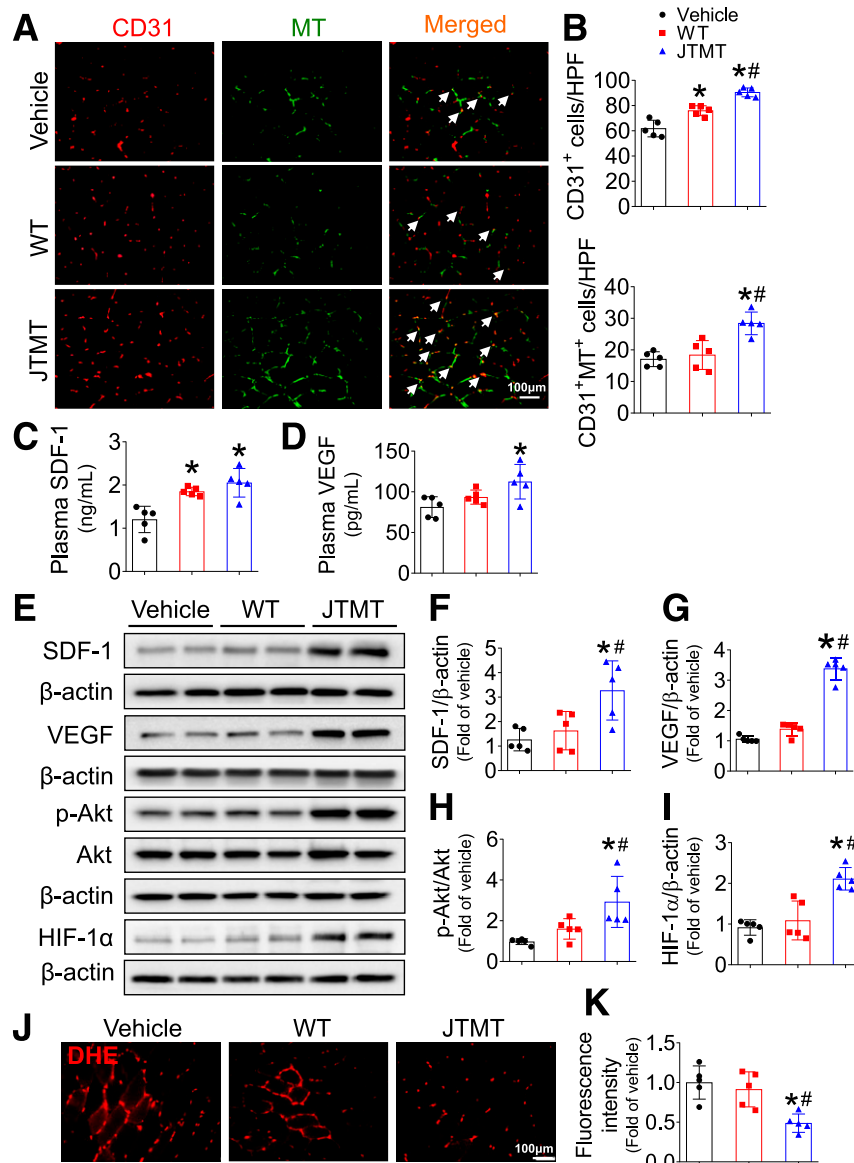 A
CD31
MT
Merged
Vehicle
WT
JTMT
100µm
B
Vehicle
WT
JTMT
CD31+ cells/HPF
100
80
60
40
20
0
*
*#
CD31+MT+ cells/HPF
40
30
20
10
0
*#
C
Plasma SDF-1
(ng/mL)
3
2
1
0
*
*
D
Plasma VEGF
(pg/mL)
150
100
50
0
*
E
Vehicle
WT
JTMT
SDF-1
β-actin
VEGF
β-actin
p-Akt
Akt
β-actin
HIF-1α
β-actin
F
SDF-1/β-actin
(Fold of vehicle)
5
4
3
2
1
0
*#
G
VEGF/β-actin
(Fold of vehicle)
4
3
2
1
0
*#
H
p-Akt/Akt
(Fold of vehicle)
6
4
2
0
*#
I
HIF-1α/β-actin
(Fold of vehicle)
3
2
1
0
*#
J
Vehicle
WT
JTMT
DHE
100µm
K
Fluorescence
intensity
(Fold of vehicle)
1.5
1.0
0.5
0.0
*#